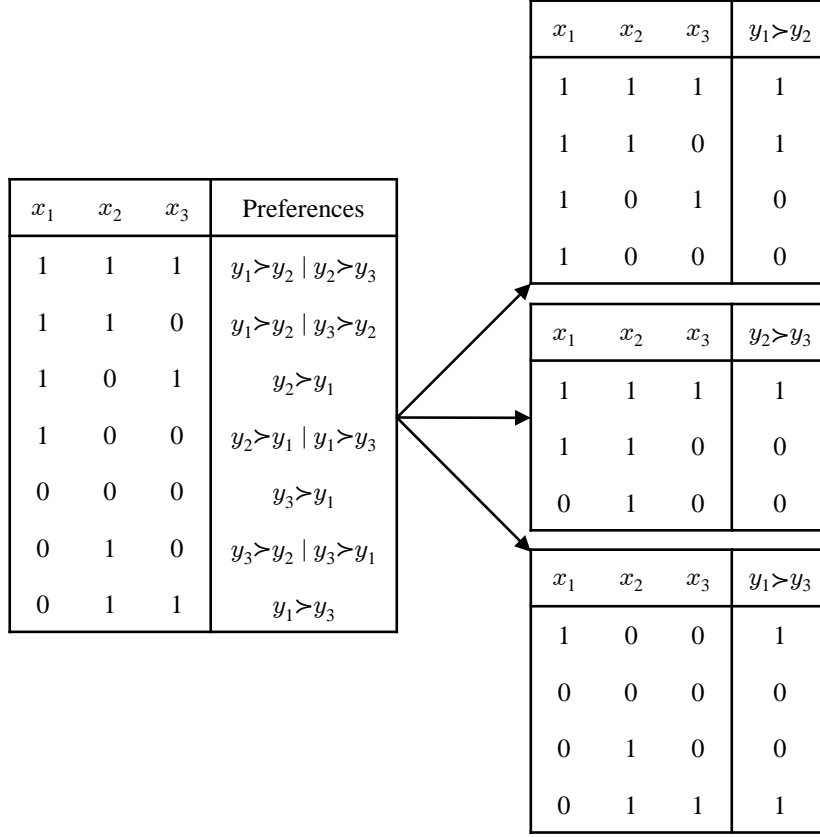 x₁ x₂ x₃ Preferences
1 1 1 y₁≻y₂ | y₂≻y₃
1 1 0 y₁≻y₂ | y₃≻y₂
1 0 1 y₂≻y₁
1 0 0 y₂≻y₁ | y₁≻y₃
0 0 0 y₃≻y₁
0 1 0 y₃≻y₂ | y₃≻y₁
0 1 1 y₁≻y₃
x₁ x₂ x₃ y₁≻y₂
1 1 1 1
1 1 0 1
1 0 1 0
1 0 0 0
x₁ x₂ x₃ y₂≻y₃
1 1 1 1
1 1 0 0
0 1 0 0
x₁ x₂ x₃ y₁≻y₃
1 0 0 1
0 0 0 0
0 1 0 0
0 1 1 1